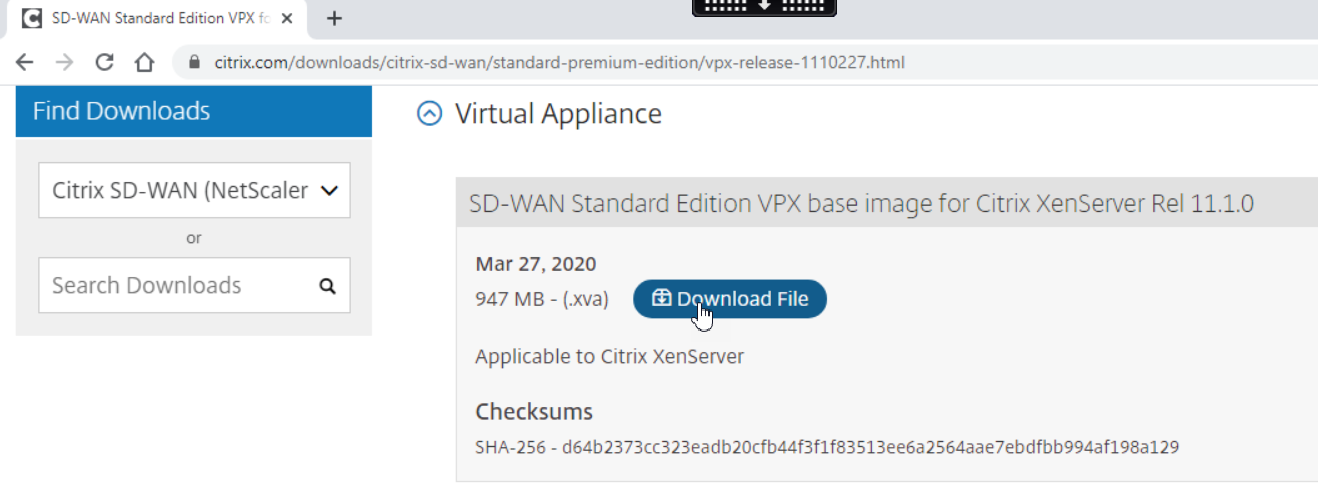 SD-WAN Standard Edition VPX fo
citrix.com/downloads/citrix-sd-wan/standard-premium-edition/vpx-release-1110227.html
Find Downloads
Citrix SD-WAN (NetScaler
or
Search Downloads
Virtual Appliance
SD-WAN Standard Edition VPX base image for Citrix XenServer Rel 11.1.0
Mar 27, 2020
947 MB - (.xva)
Download File
Applicable to Citrix XenServer
Checksums
SHA-256 - d64b2373cc323eadb20cfb44f3f1f83513ee6a2564aae7ebdfbb994af198a129